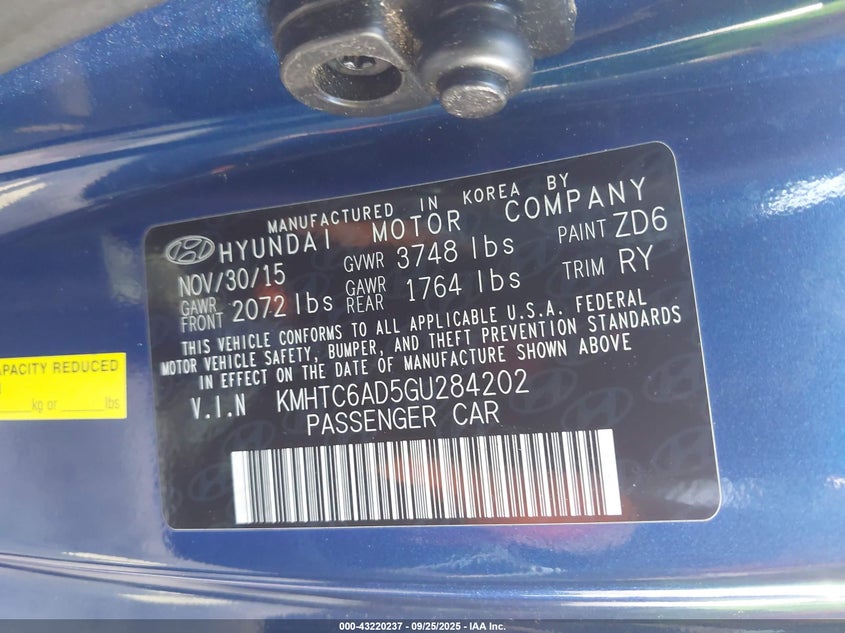 MANUFACTURED IN KOREA BY
HYUNDAI MOTOR COMPANY
NOV/30/15 GVWR 3748 lbs PAINT ZD6
GAWR FRONT 2072 lbs GAWR REAR 1764 lbs TRIM RY
THIS VEHICLE CONFORMS TO ALL APPLICABLE U.S.A. FEDERAL
MOTOR VEHICLE SAFETY, BUMPER, AND THEFT PREVENTION STANDARDS
IN EFFECT ON THE DATE OF MANUFACTURE SHOWN ABOVE
V.I.N KMHTC6AD5GU284202
PASSENGER CAR
CAPACITY REDUCED
kg or lbs
000-43220237 - 09/25/2025 - IAA Inc.